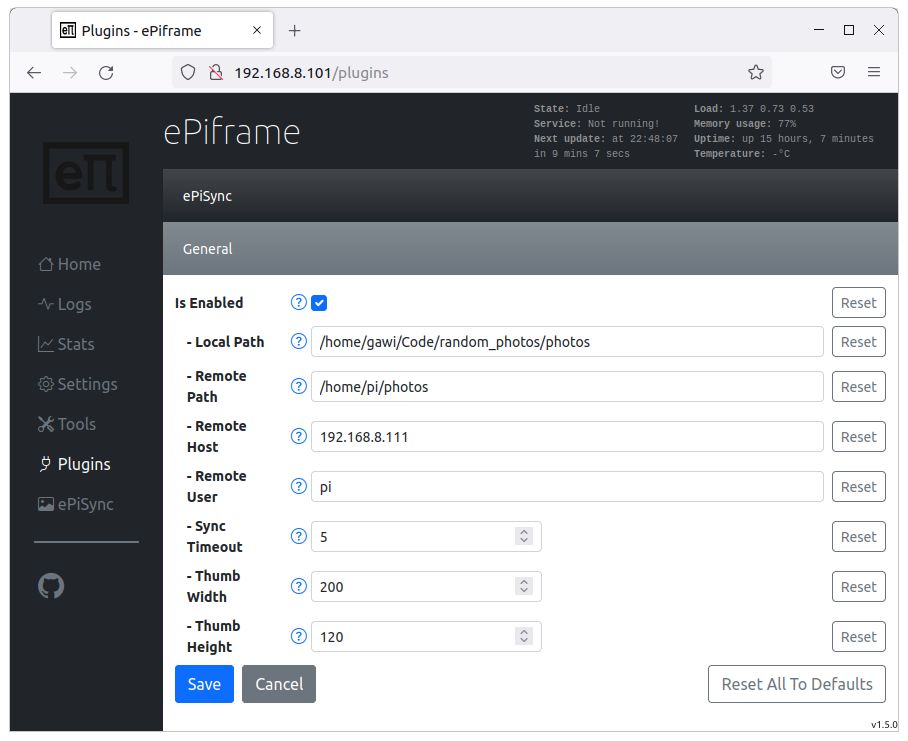 eπ Plugins - ePiframe
192.168.8.101/plugins
eπ
ePiframe
State: Idle
Service: Not running!
Next update: at 22:48:07
in 9 mins 7 secs
Load: 1.37 0.73 0.53
Memory usage: 77%
Uptime: up 15 hours, 7 minutes
Temperature: -°C
Home
Logs
Stats
Settings
Tools
Plugins
ePiSync
ePiSync
General
Is Enabled ? Reset
- Local Path ? /home/gawi/Code/random_photos/photos Reset
- Remote
Path ? /home/pi/photos Reset
- Remote
Host ? 192.168.8.111 Reset
- Remote
User ? pi Reset
- Sync
Timeout ? 5 Reset
- Thumb
Width ? 200 Reset
- Thumb
Height ? 120 Reset
Save Cancel Reset All To Defaults
v1.5.0